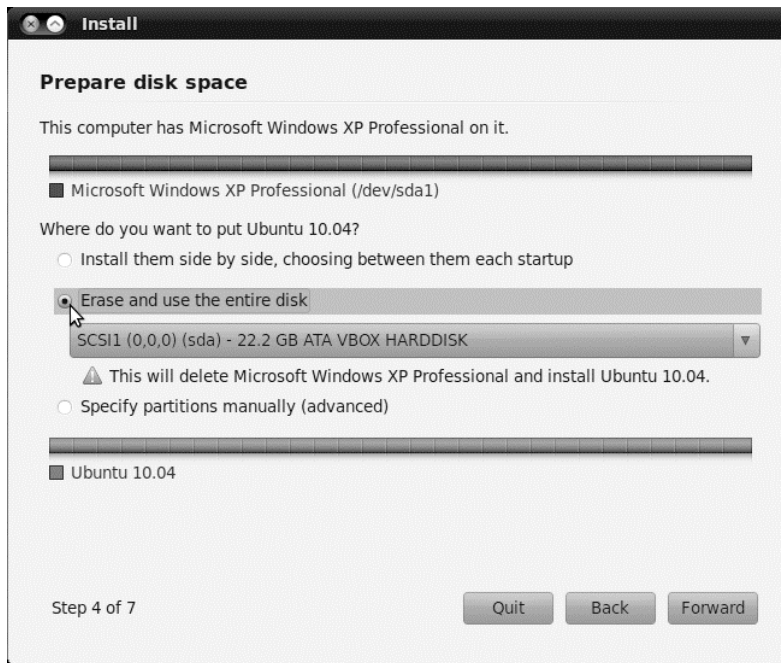 Install
Prepare disk space
This computer has Microsoft Windows XP Professional on it.
Microsoft Windows XP Professional (/dev/sda1)
Where do you want to put Ubuntu 10.04?
Install them side by side, choosing between them each startup
Erase and use the entire disk
SCSI1 (0,0,0) (sda) - 22.2 GB ATA VBOX HARDDISK
This will delete Microsoft Windows XP Professional and install Ubuntu 10.04.
Specify partitions manually (advanced)
Ubuntu 10.04
Step 4 of 7
Quit
Back
Forward